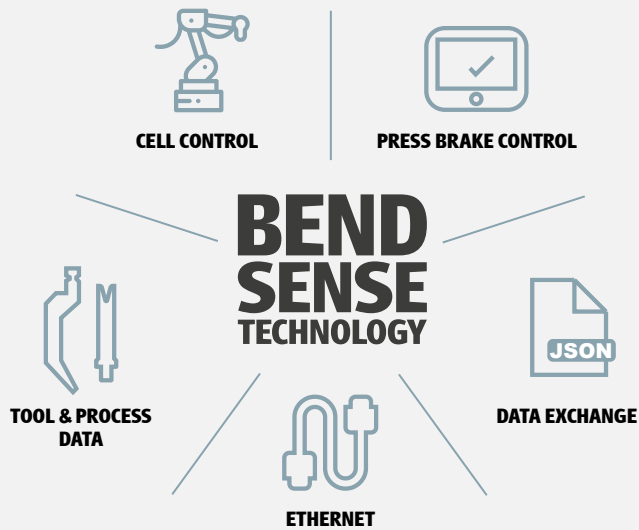 CELL CONTROL
PRESS BRAKE CONTROL
BEND
SENSE
TECHNOLOGY
JSON
TOOL & PROCESS
DATA
DATA EXCHANGE
ETHERNET